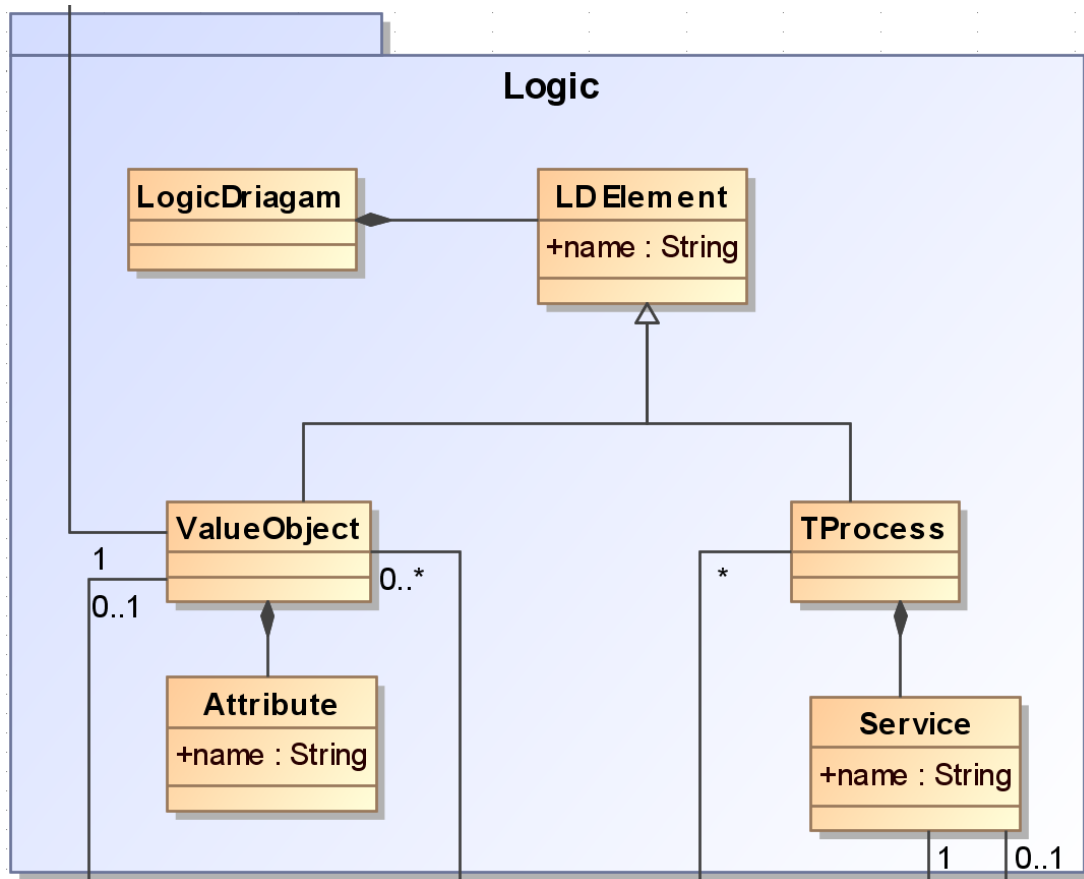 Logic
LogicDriagam
LDElement
+name : String
ValueObject
TProcess
1
0..1
0..*
*
Attribute
+name : String
Service
+name : String
1
0..1